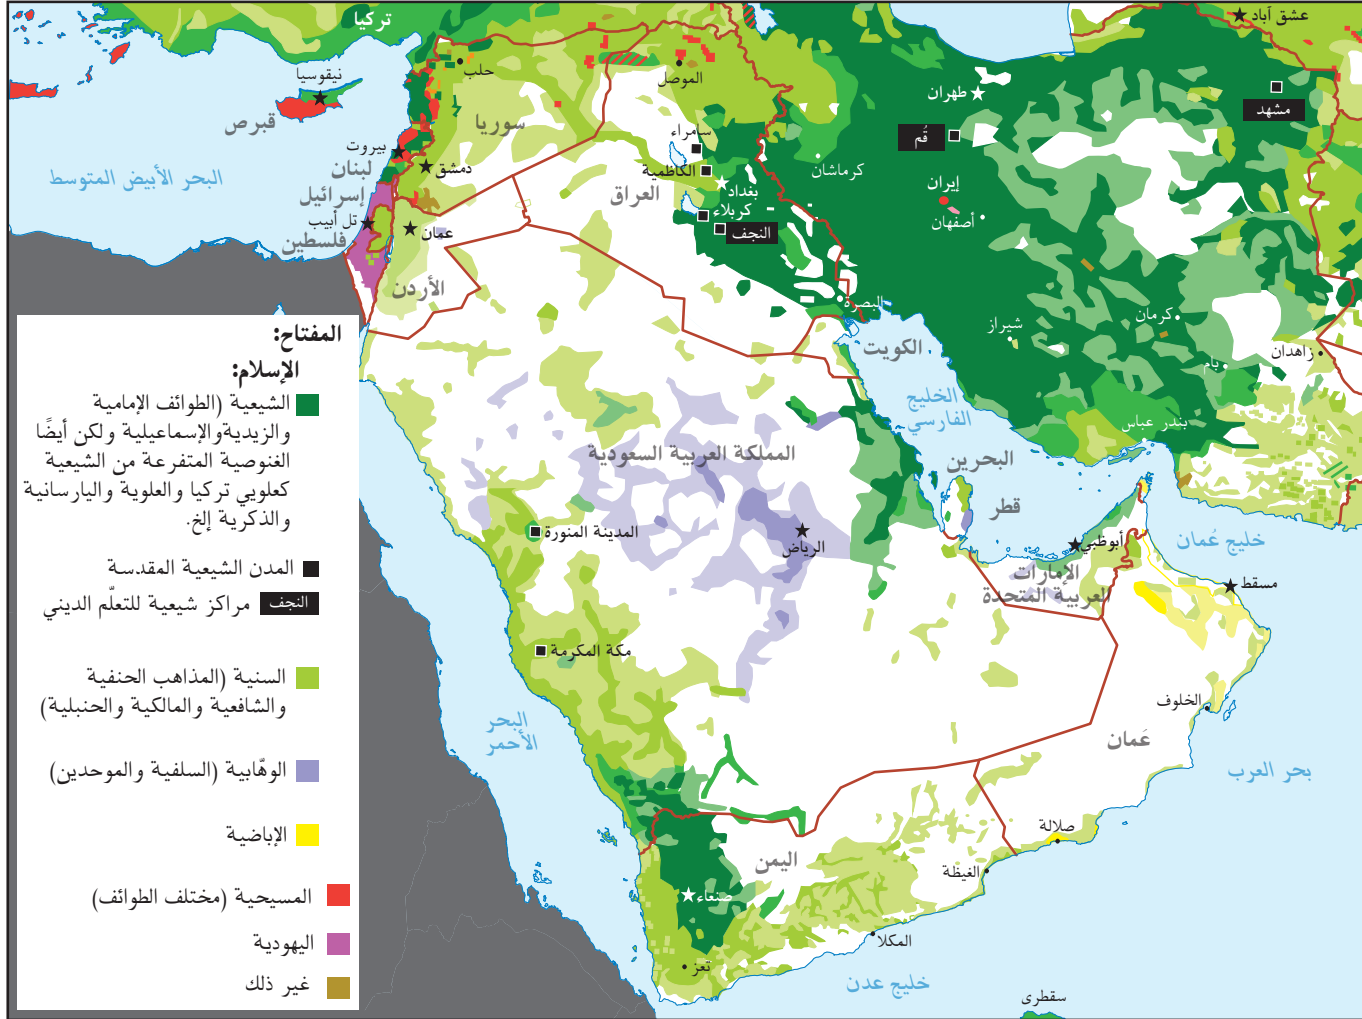 تركيا
عشق آباد
نيقوسيا
قبرص
حلب
الموصل
سوريا
طهران
مشهد
قُم
سامراء
الكاظمية
كرماشان
بيروت
لبنان
دمشق
البحر الأبيض المتوسط
إسرائيل
العراق
بغداد
كربلاء
النجف
إيران
أصفهان
تل أبيب
فلسطين
عمان
الأردن
البصرة
شيراز
كرمان
زاهدان
بام
الكويت
الخليج
الفارسي
بندر عباس
المملكة العربية السعودية
البحرين
قطر
المدينة المنورة
الرياض
أبوظبي
الإمارات
العربية المتحدة
خليج عُمان
مسقط
مكة المكرمة
الخلوف
عَمان
البحر
الأحمر
بحر العرب
صلالة
اليمن
الغيظة
صنعاء
المكلا
تعز
خليج عدن
سقطرى
المفتاح:
الإسلام:
الشيعية (الطوائف الإمامية
والزيديةوالإسماعيلية ولكن أيضًا
الغنوصية المتفرعة من الشيعية
كعلويي تركيا والعلوية واليارسانية
والذكرية إلخ.
المدن الشيعية المقدسة
النجف مراكز شيعية للتعلّم الديني
السنية (المذاهب الحنفية
والشافعية والمالكية والحنبلية)
الوهّابية (السلفية والموحدين)
الإباضية
المسيحية (مختلف الطوائف)
اليهودية
غير ذلك